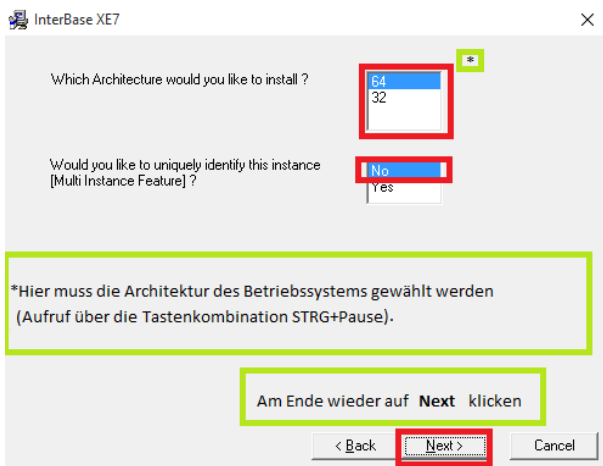 InterBase XE7
*
Which Architecture would you like to install ?
64
32
Would you like to uniquely identify this instance
[Multi Instance Feature] ?
No
Yes
*Hier muss die Architektur des Betriebssystems gewählt werden
(Aufruf über die Tastenkombination STRG+Pause).
Am Ende wieder auf Next klicken
< Back
Next >
Cancel